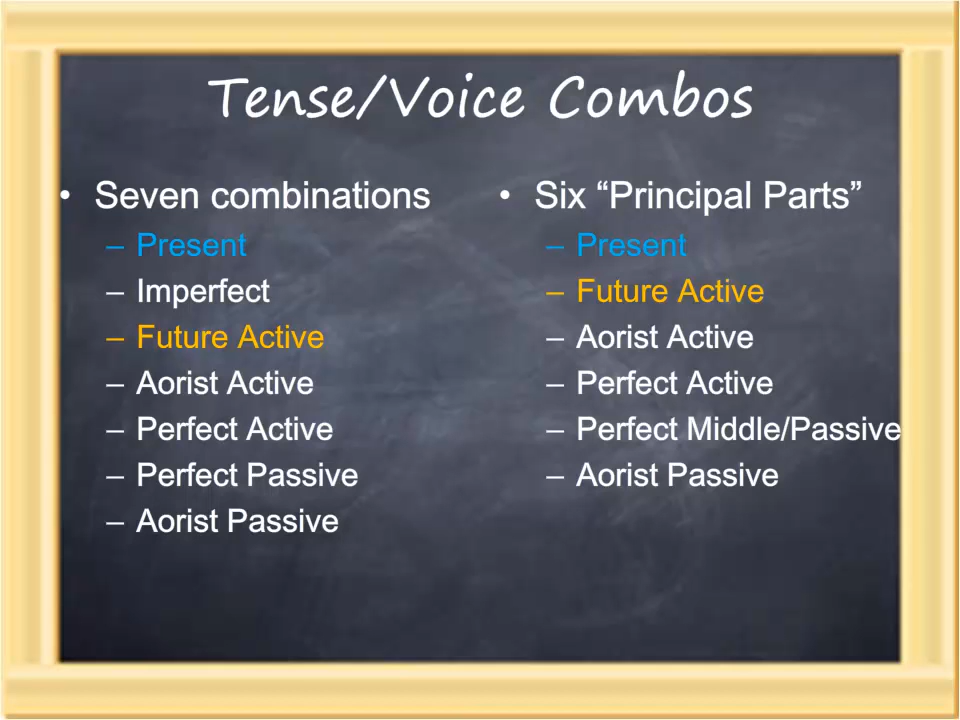 Tense/Voice Combos
• Seven combinations
– Present
– Imperfect
– Future Active
– Aorist Active
– Perfect Active
– Perfect Passive
– Aorist Passive
• Six “Principal Parts”
– Present
– Future Active
– Aorist Active
– Perfect Active
– Perfect Middle/Passive
– Aorist Passive